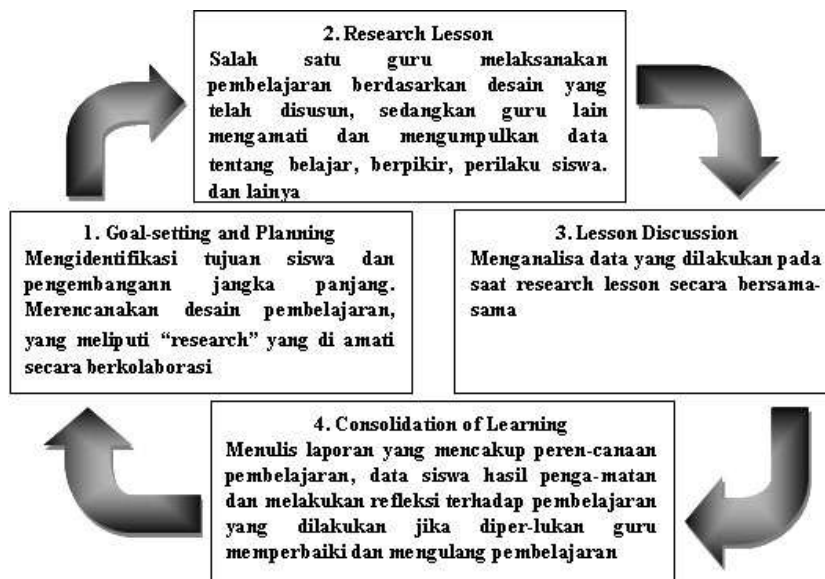 2. Research Lesson
Salah satu guru melaksanakan
pembelajaran berdasarkan desain yang
telah disusun, sedangkan guru lain
mengamati dan mengumpulkan data
tentang belajar, berpikir, perilaku siswa.
dan lainya
1. Goal-setting and Planning
Mengidentifikasi tujuan siswa dan
pengembangann jangka panjang.
Merencanakan desain pembelajaran,
yang meliputi “research” yang di amati
secara berkolaborasi
3. Lesson Discussion
Menganalisa data yang dilakukan pada
saat research lesson secara bersama-
sama
4. Consolidation of Learning
Menulis laporan yang mencakup peren-canaan
pembelajaran, data siswa hasil penga-matan
dan melakukan refleksi terhadap pembelajaran
yang dilakukan jika diper-lukan guru
memperbaiki dan mengulang pembelajaran